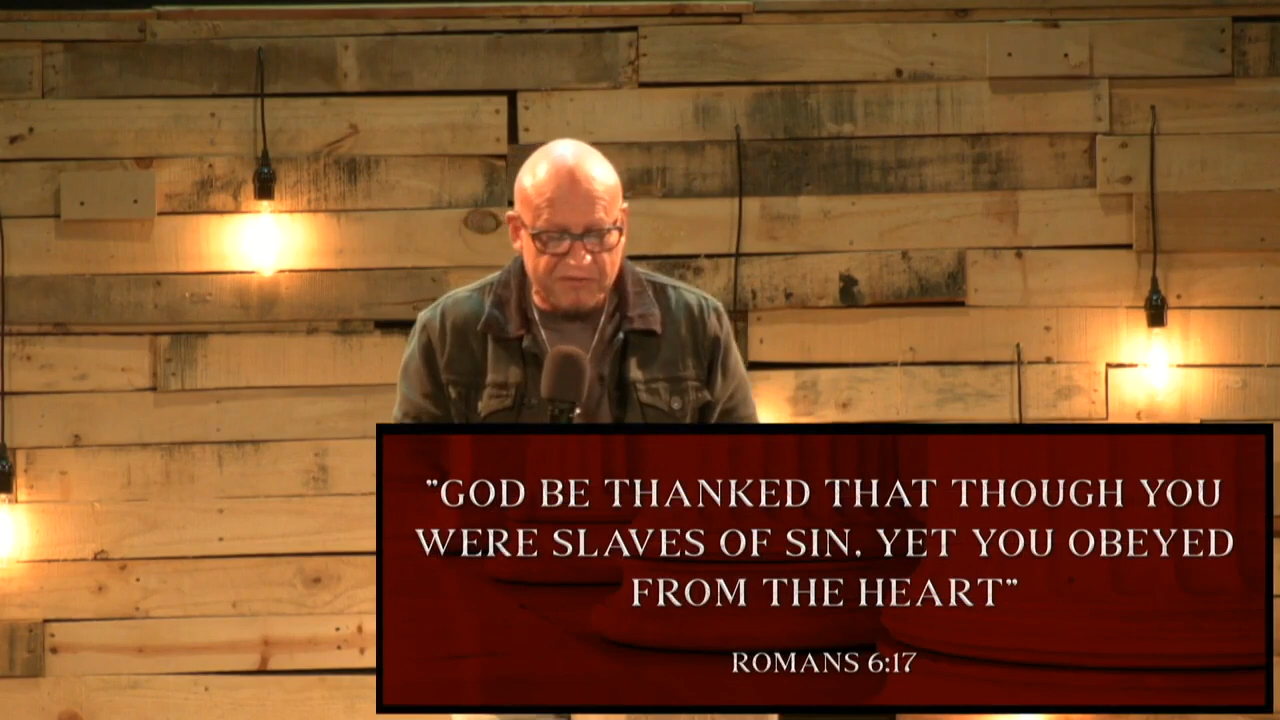 ”GOD BE THANKED THAT THOUGH YOU
WERE SLAVES OF SIN, YET YOU OBEYED
FROM THE HEART”
ROMANS 6:17